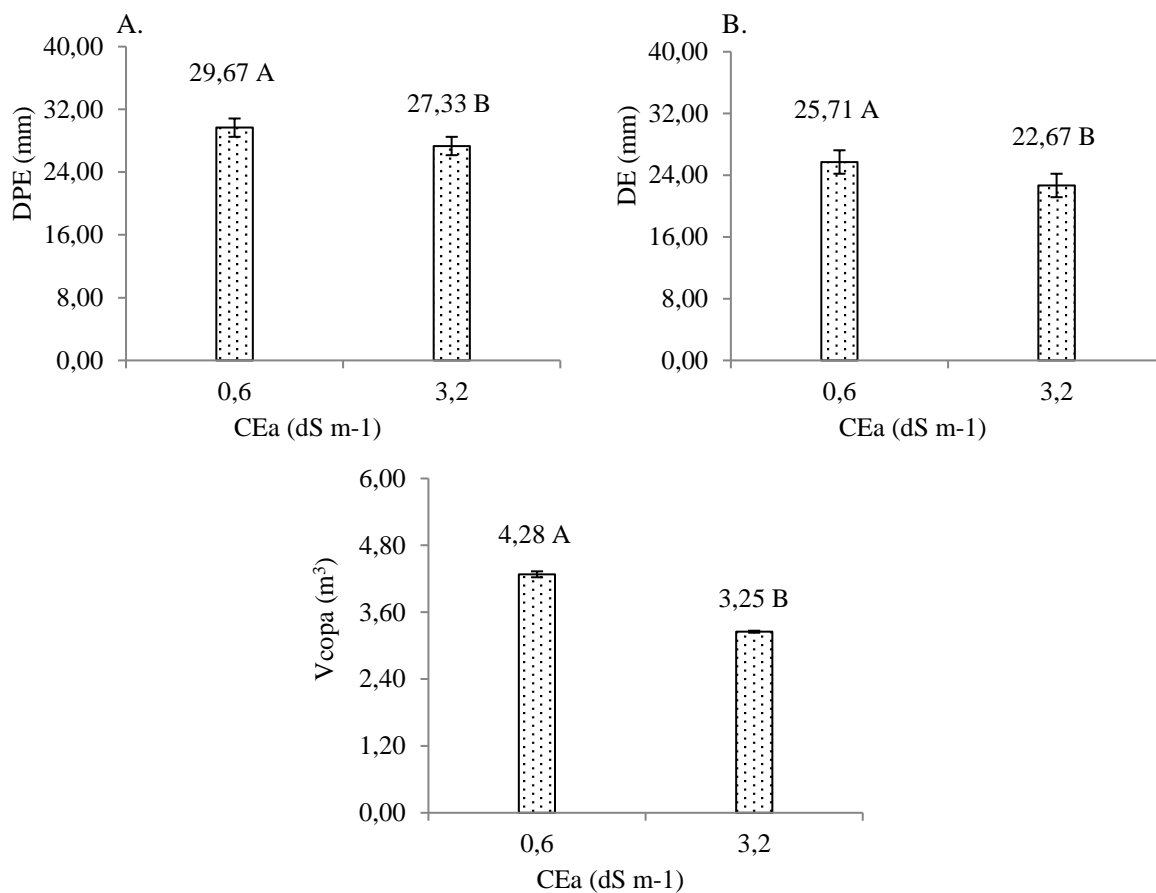 A.
40,00
32,00
24,00
16,00
8,00
0,00
DPE (mm)
29,67 A
27,33 B
0,6
3,2
CEa (dS m-1)
B.
40,00
32,00
24,00
16,00
8,00
0,00
DE (mm)
25,71 A
22,67 B
0,6
3,2
CEa (dS m-1)
6,00
4,80
3,60
2,40
1,20
0,00
Vcopa (m³)
4,28 A
3,25 B
0,6
3,2
CEa (dS m-1)